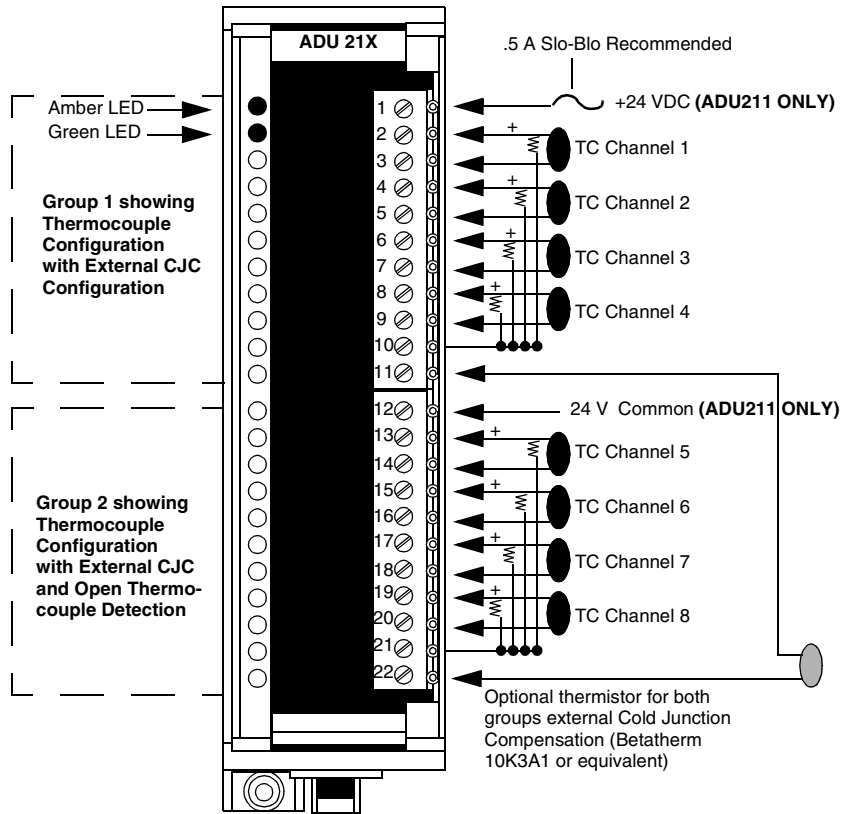 ADU 21X
.5 A Slo-Blo Recommended
Amber LED
Green LED
1
+24 VDC (ADU211 ONLY)
2
+
TC Channel 1
3
4
+
TC Channel 2
5
Group 1 showing
Thermocouple
Configuration
with External CJC
Configuration
6
+
TC Channel 3
7
8
+
TC Channel 4
9
10
11
12
24 V Common (ADU211 ONLY)
13
+
TC Channel 5
14
15
+
TC Channel 6
16
Group 2 showing
Thermocouple
Configuration
with External CJC
and Open Thermo-
couple Detection
17
+
TC Channel 7
18
19
+
TC Channel 8
20
21
22
Optional thermistor for both
groups external Cold Junction
Compensation (Betatherm
10K3A1 or equivalent)